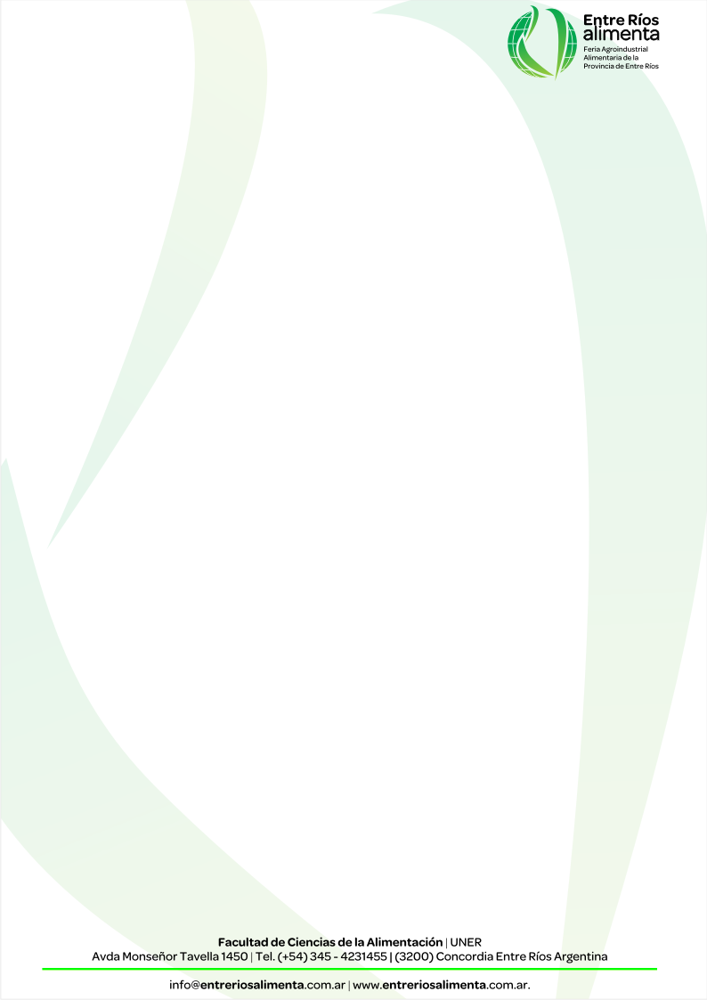 Entre Ríos
alimenta
Feria Agroindustrial
Alimentaria de la
Provincia de Entre Ríos
Facultad de Ciencias de la Alimentación | UNER
Avda Monseñor Tavella 1450 | Tel. (+54) 345 - 4231455 | (3200) Concordia Entre Ríos Argentina
info@entreriosalimenta.com.ar | www.entreriosalimenta.com.ar.